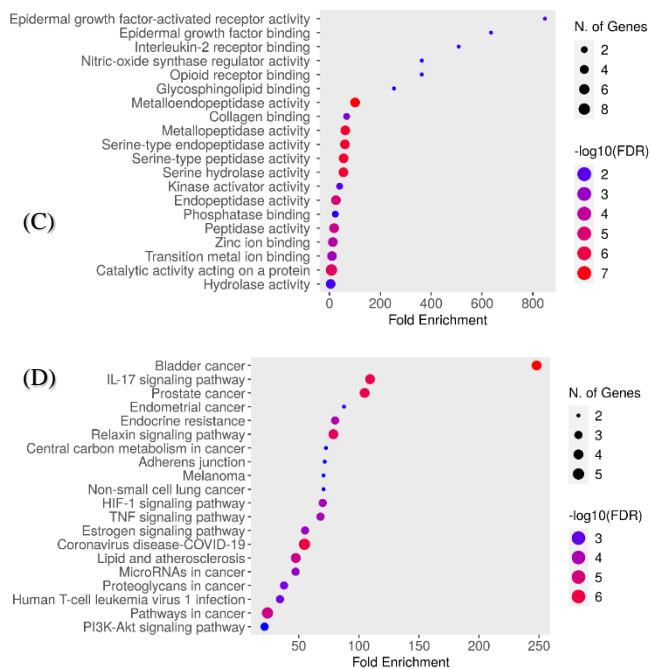 Epidermal growth factor-activated receptor activity
Epidermal growth factor binding
Interleukin-2 receptor binding
Nitric-oxide synthase regulator activity
Opioid receptor binding
Glycosphingolipid binding
Metalloendopeptidase activity
Collagen binding
Metallopeptidase activity
Serine-type endopeptidase activity
Serine-type peptidase activity
Serine hydrolase activity
Kinase activator activity
Endopeptidase activity
Phosphatase binding
Peptidase activity
Zinc ion binding
Transition metal ion binding
Catalytic activity acting on a protein
Hydrolase activity
(C)
0 200 400 600 800
Fold Enrichment
N. of Genes
2
4
6
8
-log10(FDR)
2
3
4
5
6
7
Bladder cancer
IL-17 signaling pathway
Prostate cancer
Endometrial cancer
Endocrine resistance
Relaxin signaling pathway
Central carbon metabolism in cancer
Adherens junction
Melanoma
Non-small cell lung cancer
HIF-1 signaling pathway
TNF signaling pathway
Estrogen signaling pathway
Coronavirus disease-COVID-19
Lipid and atherosclerosis
MicroRNAs in cancer
Proteoglycans in cancer
Human T-cell leukemia virus 1 infection
Pathways in cancer
PI3K-Akt signaling pathway
(D)
50 100 150 200 250
Fold Enrichment
N. of Genes
2
3
4
5
-log10(FDR)
3
4
5
6